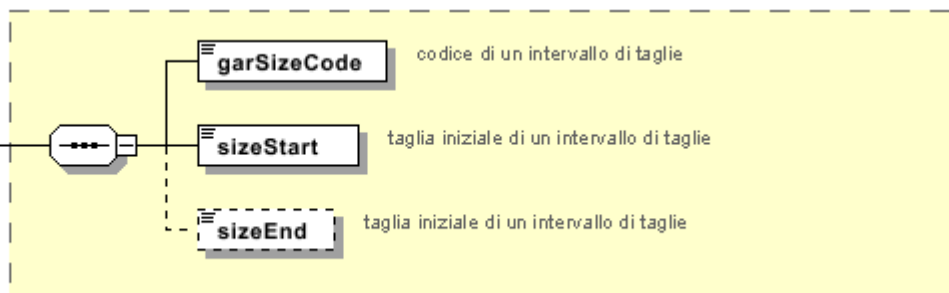 garSizeCode codice di un intervallo di taglie
sizeStart taglia iniziale di un intervallo di taglie
sizeEnd taglia iniziale di un intervallo di taglie